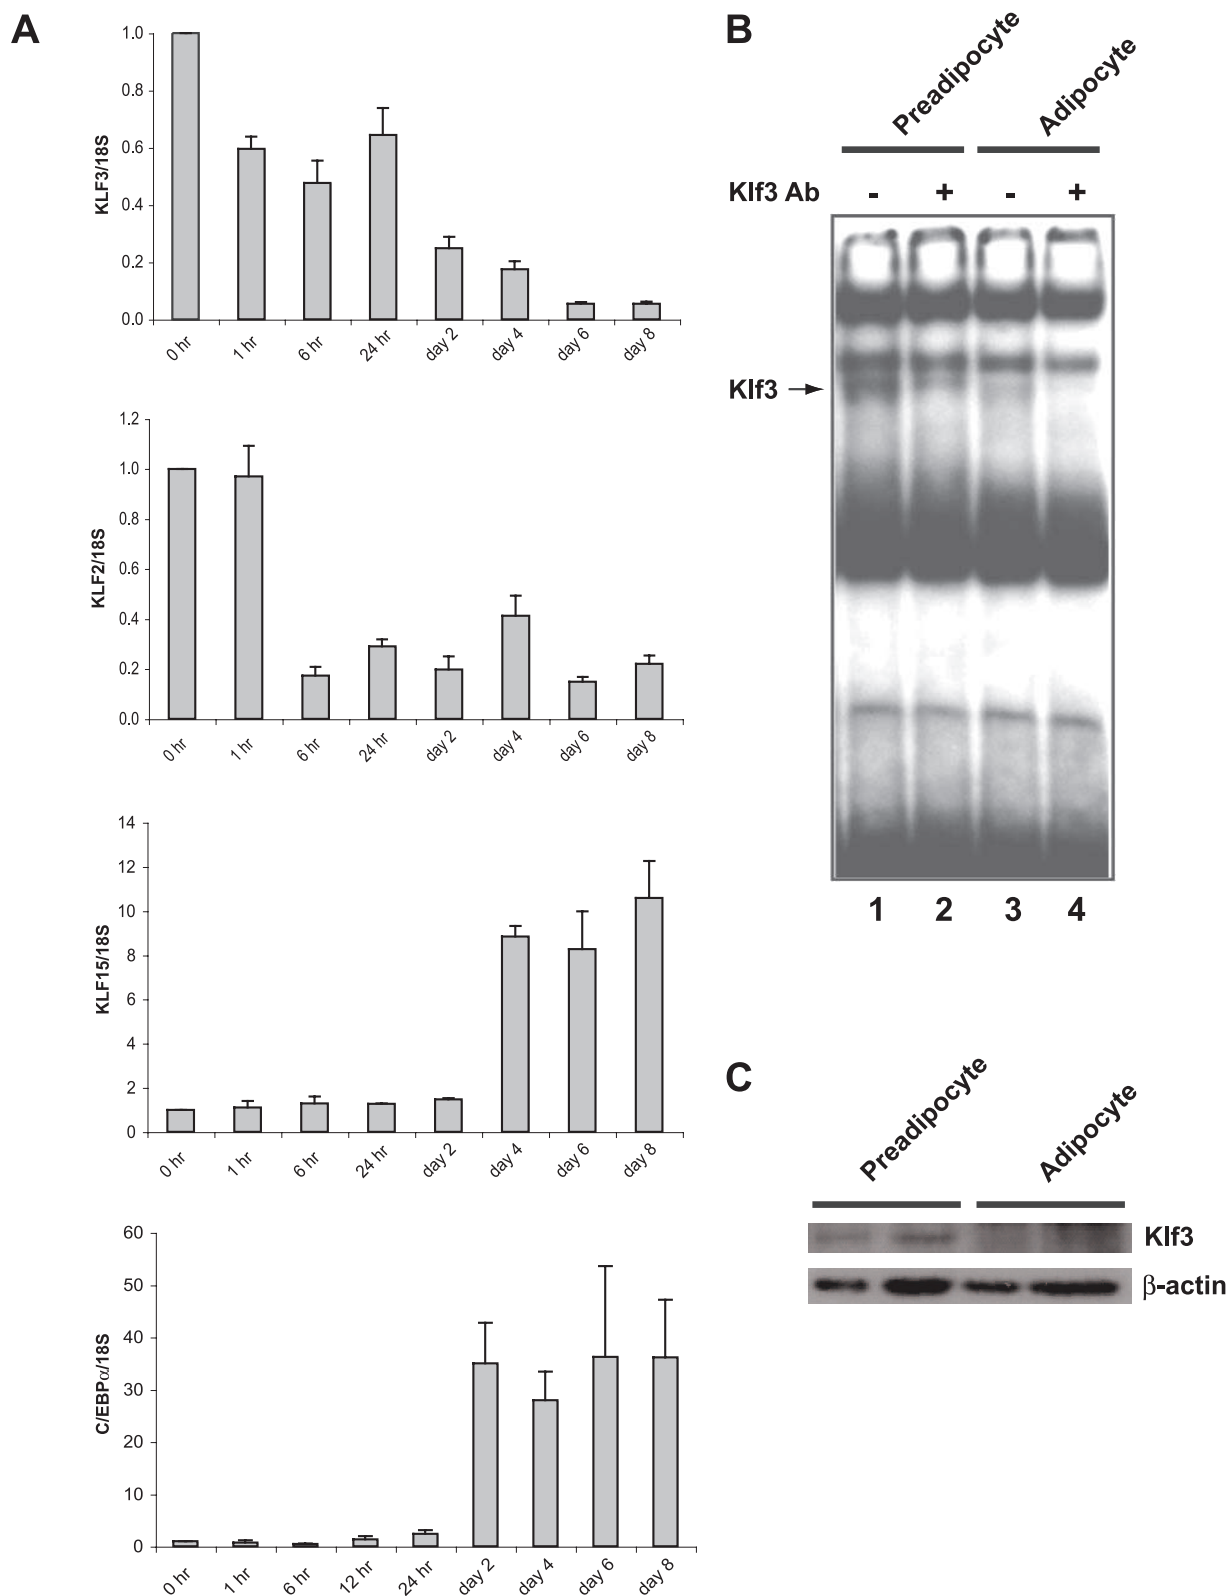 A
KLF3/18S
1.0
0.8
0.6
0.4
0.2
0.0
0 hr
1 hr
6 hr
24 hr
day 2
day 4
day 6
day 8
KLF2/18S
1.2
1.0
0.8
0.6
0.4
0.2
0.0
0 hr
1 hr
6 hr
24 hr
day 2
day 4
day 6
day 8
KLF15/18S
14
12
10
8
6
4
2
0
0 hr
1 hr
6 hr
24 hr
day 2
day 4
day 6
day 8
C/EBPα/18S
60
50
40
30
20
10
0
0 hr
1 hr
6 hr
12 hr
24 hr
day 2
day 4
day 6
day 8
B
Preadipocyte
Adipocyte
Klf3 Ab - + - +
Klf3
1 2 3 4
C
Preadipocyte
Adipocyte
Klf3
β-actin